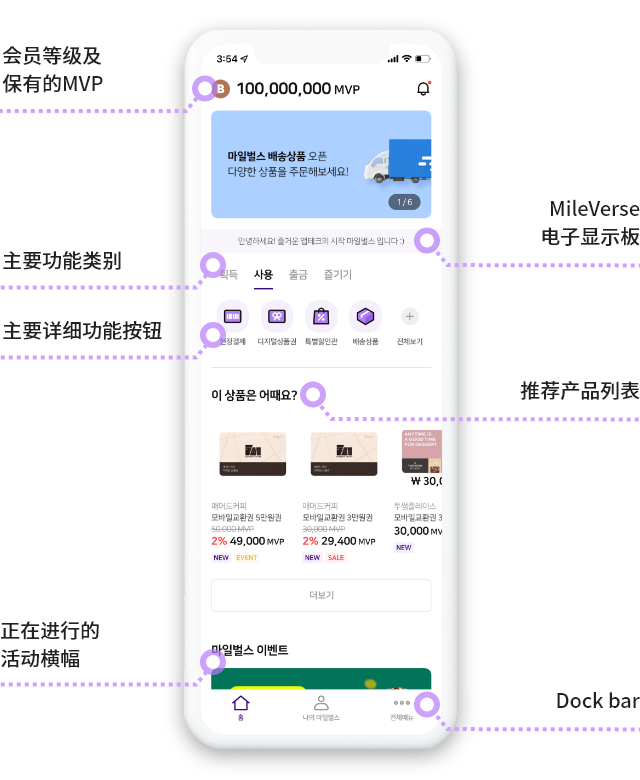 会员等级及
保有的MVP
主要功能类别
主要详细功能按钮
正在进行的
活动横幅
3:54
B 100,000,000 MVP
마일벌스 배송상품 오픈
다양한 상품을 주문해보세요!
1 / 6
안녕하세요! 즐거운 앱테크의 시작 마일벌스 입니다 :)
획득 사용 출금 즐기기
현장결제 디지털상품권 특별할인관 배송상품 전체보기
이 상품은 어때요?
ANYTIME IS
A GOOD TIME
FOR DESSERT
₩ 30,0
매머드커피 매머드커피 투썸플레이스
모바일교환권 5만원권 모바일교환권 3만원권 모바일교환권 3
50,000 MVP 30,000 MVP
2% 49,000 MVP 2% 29,400 MVP 30,000 MV
NEW EVENT NEW SALE NEW
더보기
마일벌스 이벤트
홈 나의 마일벌스 전체메뉴
MileVerse
电子显示板
推荐产品列表
Dock bar